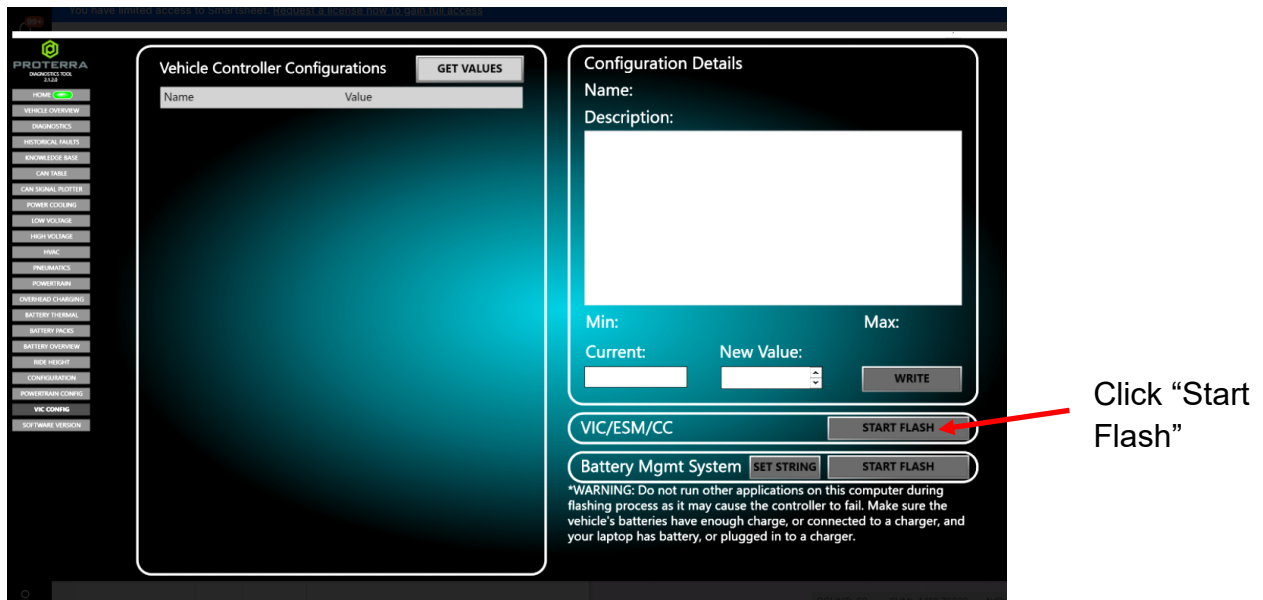 You have limited access to Smartsheet. Request a license now to gain full access
PROTERRA
DIAGNOSTICS TOOL
2.1.2.0
HOME
VEHICLE OVERVIEW
DIAGNOSTICS
HISTORICAL FAULTS
KNOWLEDGE BASE
CAN TABLE
CAN SIGNAL PLOTTER
POWER COOLING
LOW VOLTAGE
HIGH VOLTAGE
HVAC
PNEUMATICS
POWERTRAIN
OVERHEAD CHARGING
BATTERY THERMAL
BATTERY PACKS
BATTERY OVERVIEW
RIDE HEIGHT
CONFIGURATION
POWERTRAIN CONFIG
VIC CONFIG
SOFTWARE VERSION
Vehicle Controller Configurations GET VALUES
Name Value
Configuration Details
Name:
Description:
Min: Max:
Current: New Value:
WRITE
VIC/ESM/CC START FLASH
Battery Mgmt System SET STRING START FLASH
*WARNING: Do not run other applications on this computer during
flashing process as it may cause the controller to fail. Make sure the
vehicle's batteries have enough charge, or connected to a charger, and
your laptop has battery, or plugged in to a charger.
Click “Start
Flash”